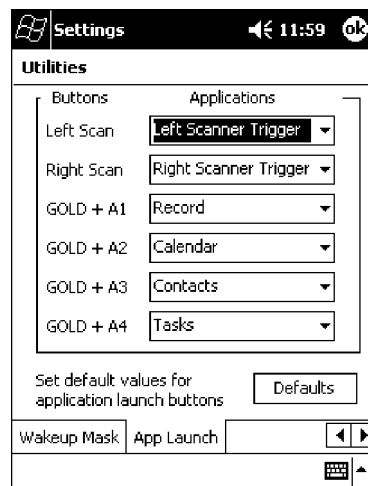 Settings 11:59 ok
Utilities
Buttons Applications
Left Scan Left Scanner Trigger
Right Scan Right Scanner Trigger
GOLD + A1 Record
GOLD + A2 Calendar
GOLD + A3 Contacts
GOLD + A4 Tasks
Set default values for
application launch buttons Defaults
Wakeup Mask App Launch